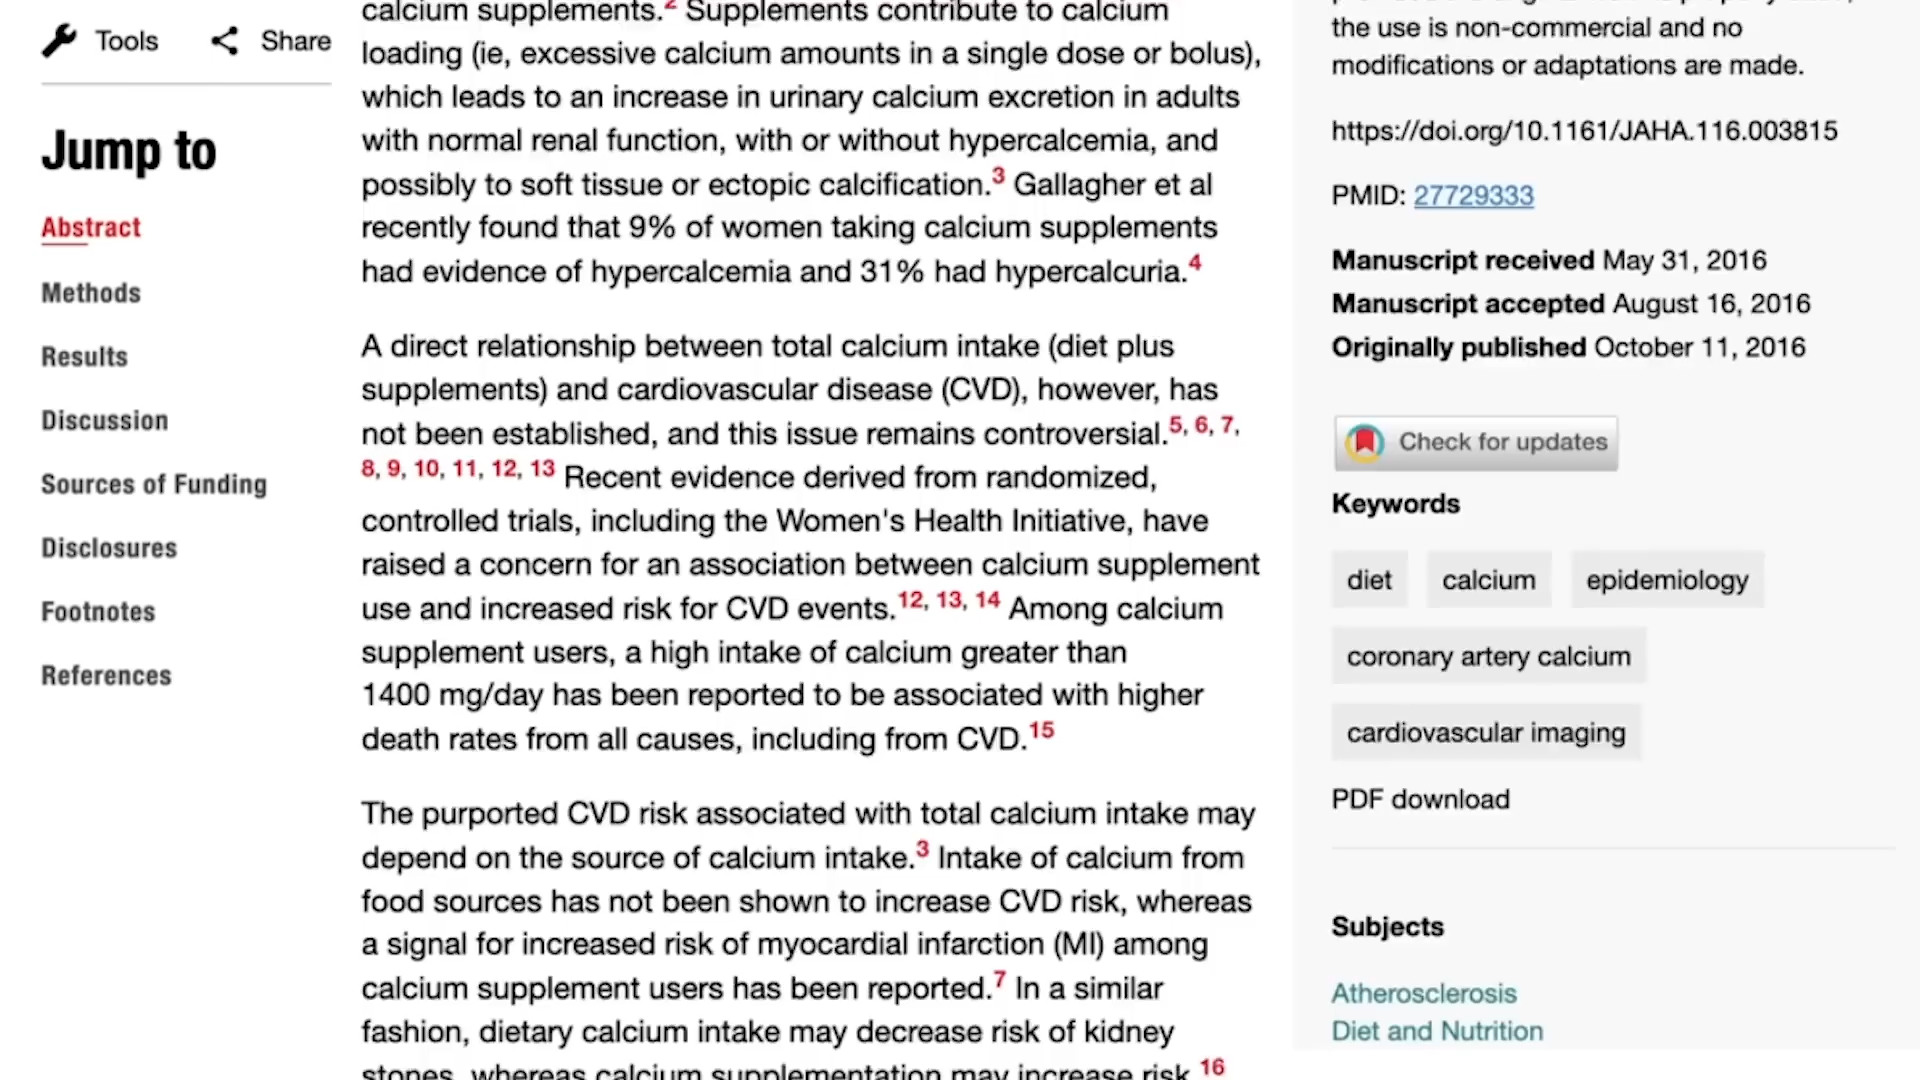 Tools
Share
Jump to
Abstract
Methods
Results
Discussion
Sources of Funding
Disclosures
Footnotes
References
calcium supplements.2 Supplements contribute to calcium
loading (ie, excessive calcium amounts in a single dose or bolus),
which leads to an increase in urinary calcium excretion in adults
with normal renal function, with or without hypercalcemia, and
possibly to soft tissue or ectopic calcification.3 Gallagher et al
recently found that 9% of women taking calcium supplements
had evidence of hypercalcemia and 31% had hypercalcuria.4
A direct relationship between total calcium intake (diet plus
supplements) and cardiovascular disease (CVD), however, has
not been established, and this issue remains controversial.5, 6, 7,
8, 9, 10, 11, 12, 13 Recent evidence derived from randomized,
controlled trials, including the Women's Health Initiative, have
raised a concern for an association between calcium supplement
use and increased risk for CVD events.12, 13, 14 Among calcium
supplement users, a high intake of calcium greater than
1400 mg/day has been reported to be associated with higher
death rates from all causes, including from CVD.15
The purported CVD risk associated with total calcium intake may
depend on the source of calcium intake.3 Intake of calcium from
food sources has not been shown to increase CVD risk, whereas
a signal for increased risk of myocardial infarction (MI) among
calcium supplement users has been reported.7 In a similar
fashion, dietary calcium intake may decrease risk of kidney
stones, whereas calcium supplementation may increase risk.16
the use is non-commercial and no
modifications or adaptations are made.
https://doi.org/10.1161/JAHA.116.003815
PMID: 27729333
Manuscript received May 31, 2016
Manuscript accepted August 16, 2016
Originally published October 11, 2016
Check for updates
Keywords
diet calcium epidemiology
coronary artery calcium
cardiovascular imaging
PDF download
Subjects
Atherosclerosis
Diet and Nutrition